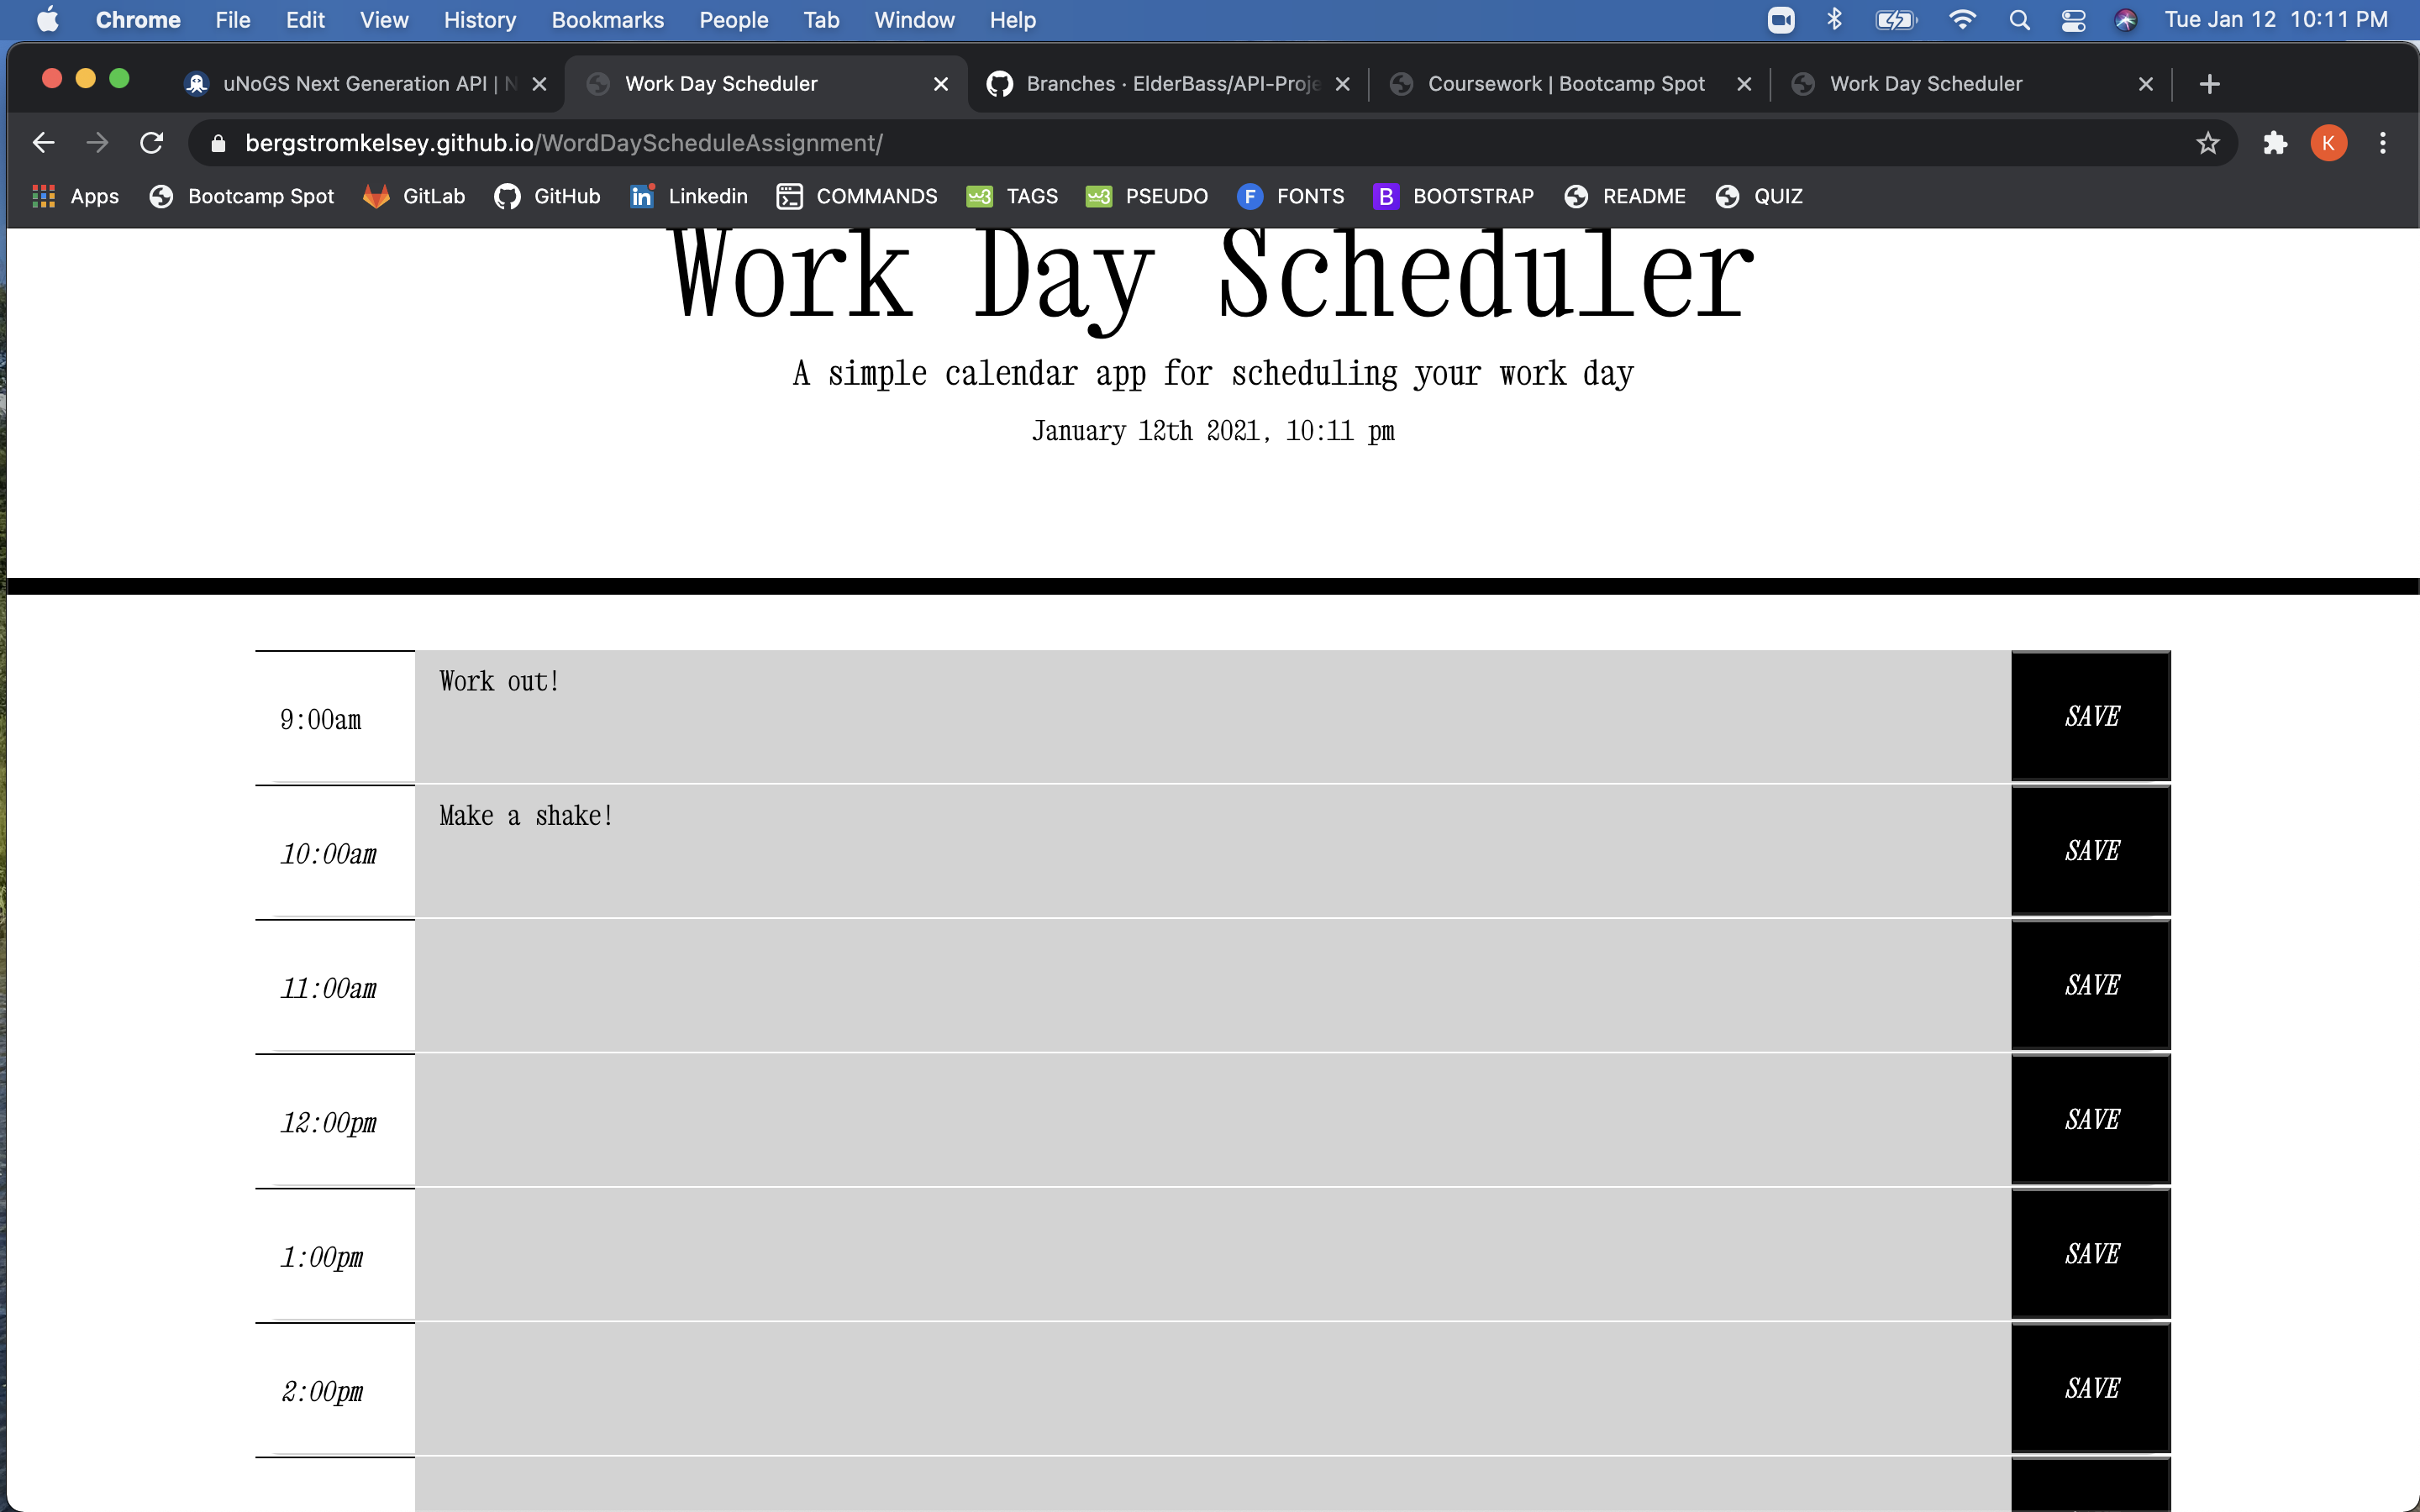 Chrome File Edit View History Bookmarks People Tab Window Help Tue Jan 12 10:11 PM
uNoGS Next Generation API | N Work Day Scheduler Branches · ElderBass/API-Proje Coursework | Bootcamp Spot Work Day Scheduler
bergstromkelsey.github.io/WordDayScheduleAssignment/ K
Apps Bootcamp Spot GitLab GitHub in Linkedin COMMANDS w3 TAGS w3 PSEUDO F FONTS B BOOTSTRAP README QUIZ
Work Day Scheduler
A simple calendar app for scheduling your work day
January 12th 2021, 10:11 pm
Work out!
9:00am SAVE
Make a shake!
10:00am SAVE
11:00am SAVE
12:00pm SAVE
1:00pm SAVE
2:00pm SAVE